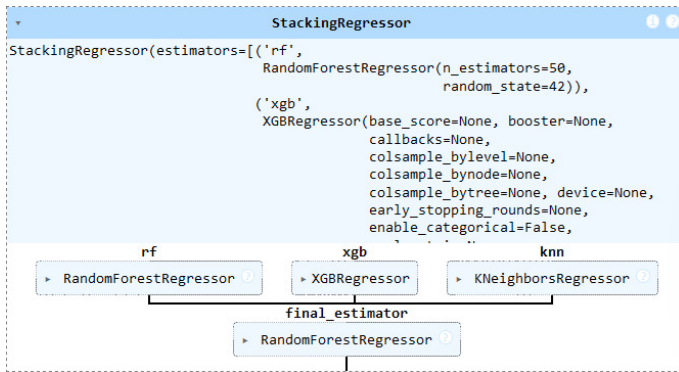 StackingRegressor
StackingRegressor(estimators=[('rf',
RandomForestRegressor(n_estimators=50,
random_state=42)),
('xgb',
XGBRegressor(base_score=None, booster=None,
callbacks=None,
colsample_bylevel=None,
colsample_bynode=None,
colsample_bytree=None, device=None,
early_stopping_rounds=None,
enable_categorical=False,
rf xgb knn
RandomForestRegressor ? XGBRegressor KNeighborsRegressor ?
final_estimator
RandomForestRegressor ?